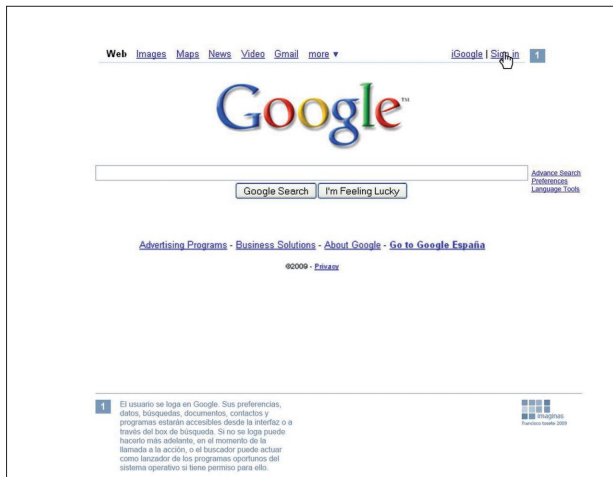 Web Images Maps News Video Gmail more ▼ iGoogle | Sign in 1
Google™
Advance Search
Preferences
Language Tools
Google Search I'm Feeling Lucky
Advertising Programs - Business Solutions - About Google - Go to Google España
©2009 - Privacy
1 El usuario se loga en Google. Sus preferencias,
datos, búsquedas, documentos, contactos y
programas estarán accesibles desde la interfaz o a
través del box de búsqueda. Si no se loga puede
hacerlo más adelante, en el momento de la
llamada a la acción, o el buscador puede actuar
como lanzador de los programas oportunos del
sistema operativo si tiene permiso para ello.
imaginas